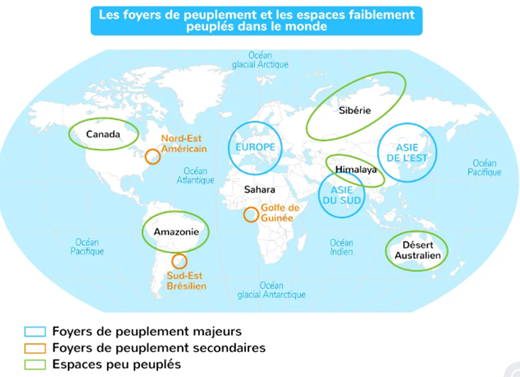 Les foyers de peuplement et les espaces faiblement
peuplés dans le monde
Océan
glacial Arctique
Sibérie
Canada
Nord-Est
Américain
EUROPE
ASIE
DE L'EST
Océan
Pacifique
Himalaya
Océan
Atlantique
Sahara
ASIE
DU SUD
Golfe de
Guinée
Amazonie
Océan
Pacifique
Océan
Indien
Désert
Australien
Sud-Est
Brésilien
Océan
glacial Antarctique
Foyers de peuplement majeurs
Foyers de peuplement secondaires
Espaces peu peuplés